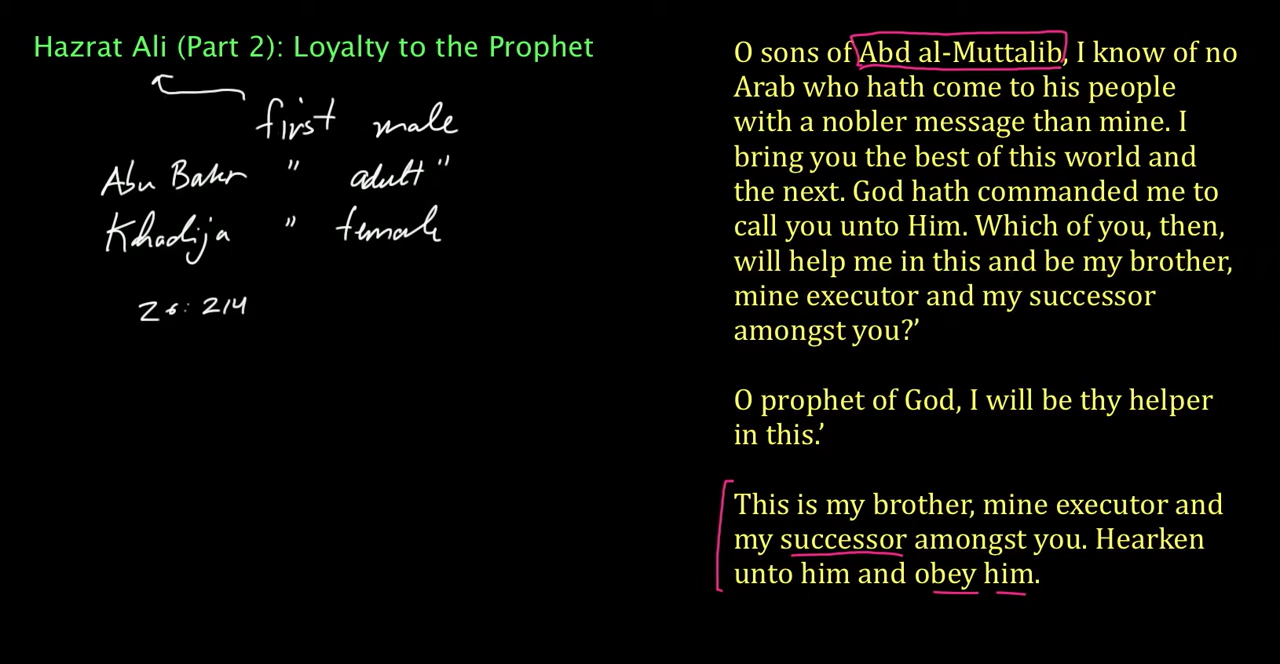 Hazrat Ali (Part 2): Loyalty to the Prophet
first male
Abu Bakr " adult "
Khadija " female
26:214
O sons of Abd al-Muttalib, I know of no
Arab who hath come to his people
with a nobler message than mine. I
bring you the best of this world and
the next. God hath commanded me to
call you unto Him. Which of you, then,
will help me in this and be my brother,
mine executor and my successor
amongst you?’
O prophet of God, I will be thy helper
in this.’
This is my brother, mine executor and
my successor amongst you. Hearken
unto him and obey him.